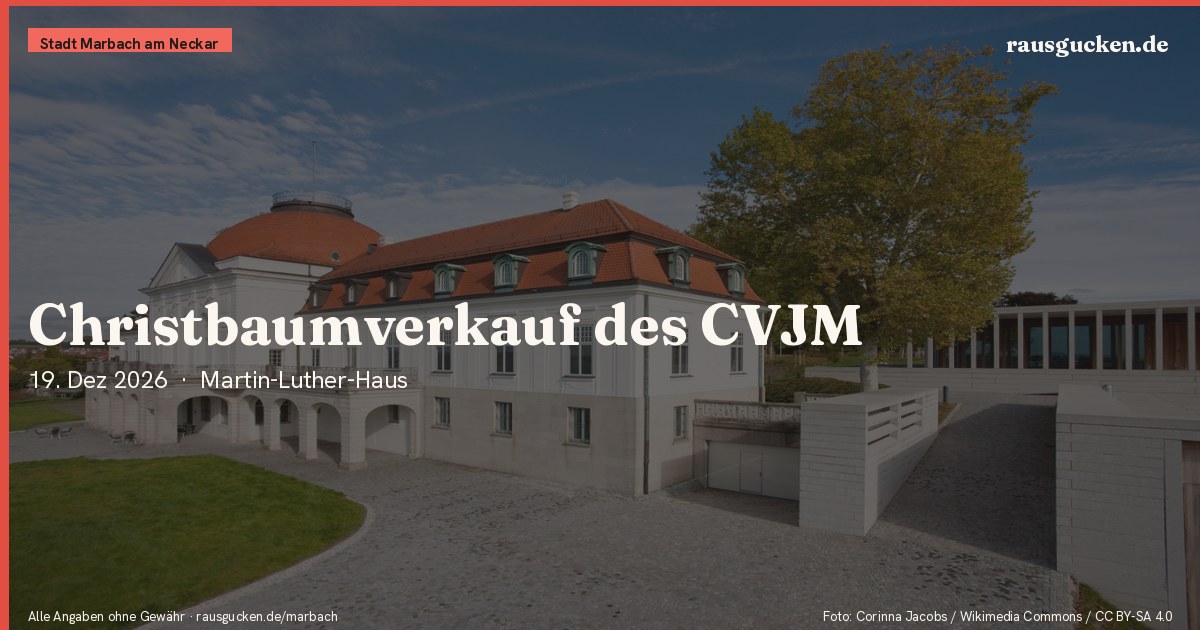 Stadt Marbach am Neckar
rausgucken.de
Christbaumverkauf des CVJM
19. Dez 2026 · Martin-Luther-Haus
Alle Angaben ohne Gewähr · rausgucken.de/marbach
Foto: Corinna Jacobs / Wikimedia Commons / CC BY-SA 4.0